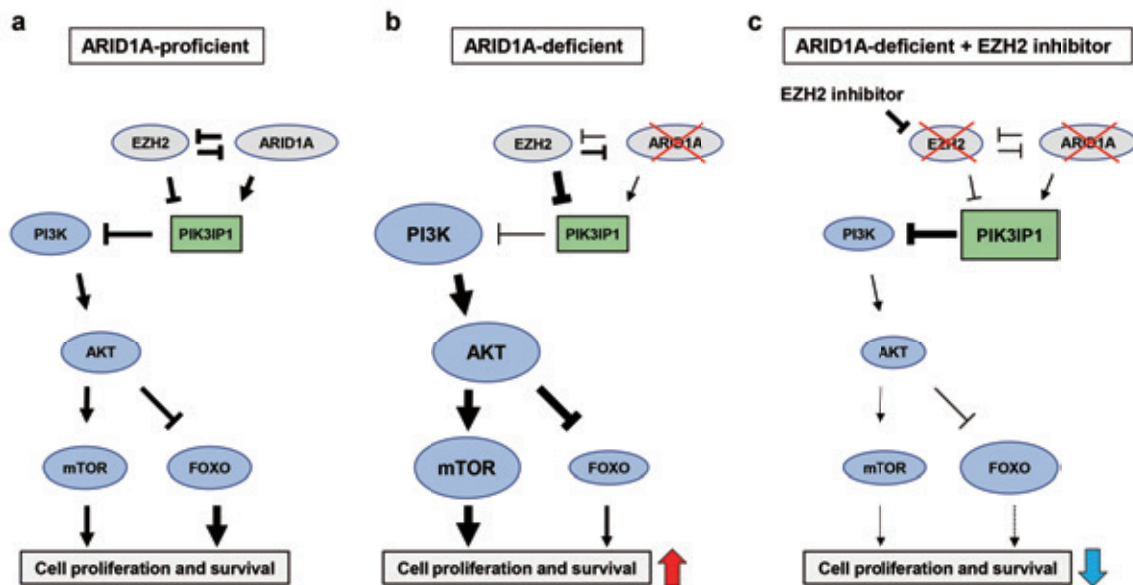 a
ARID1A-proficient
EZH2
ARID1A
PI3K
PIK3IP1
AKT
mTOR
FOXO
Cell proliferation and survival
b
ARID1A-deficient
EZH2
ARID1A
PI3K
PIK3IP1
AKT
mTOR
FOXO
Cell proliferation and survival
c
ARID1A-deficient + EZH2 inhibitor
EZH2 inhibitor
EZH2
ARID1A
PI3K
PIK3IP1
AKT
mTOR
FOXO
Cell proliferation and survival